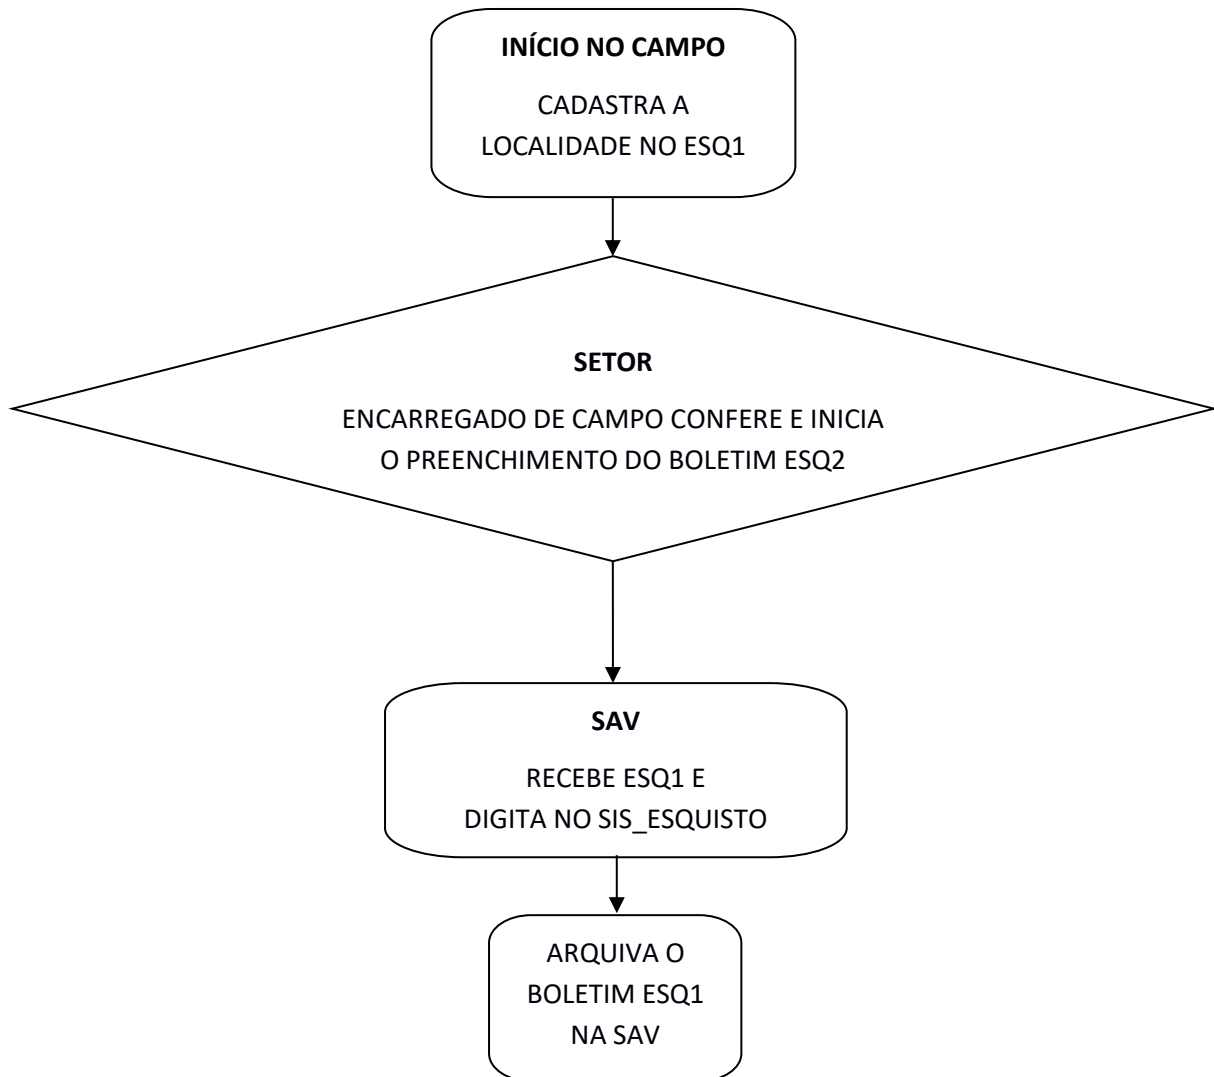 INÍCIO NO CAMPO
CADASTRA A
LOCALIDADE NO ESQ1
SETOR
ENCARREGADO DE CAMPO CONFERE E INICIA
O PREENCHIMENTO DO BOLETIM ESQ2
SAV
RECEBE ESQ1 E
DIGITA NO SIS_ESQUISTO
ARQUIVA O
BOLETIM ESQ1
NA SAV